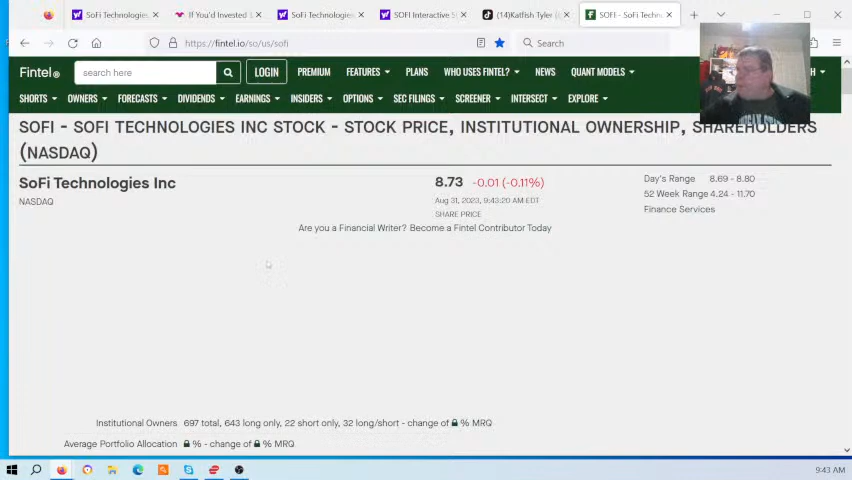 SoFi Technologies,
If You'd Invested
SoFi Technologies
SOFI Interactive S
(14)Katfish Tyler (
SOFI - SoFi Techn
https://fintel.io/so/us/sofi
Search
Fintel
search here
LOGIN
PREMIUM
FEATURES
PLANS
WHO USES FINTEL?
NEWS
QUANT MODELS
H
SHORTS
OWNERS
FORECASTS
DIVIDENDS
EARNINGS
INSIDERS
OPTIONS
SEC FILINGS
SCREENER
INTERSECT
EXPLORE
SOFI - SOFI TECHNOLOGIES INC STOCK - STOCK PRICE, INSTITUTIONAL OWNERSHIP, SHAREHOLDERS
(NASDAQ)
SoFi Technologies Inc
NASDAQ
8.73 -0.01 (-0.11%)
Aug 31, 2023, 9:43:20 AM EDT
SHARE PRICE
Day's Range 8.69 - 8.80
52 Week Range 4.24 - 11.70
Finance Services
Are you a Financial Writer? Become a Fintel Contributor Today
Institutional Owners 697 total, 643 long only, 22 short only, 32 long/short - change of % MRQ
Average Portfolio Allocation % - change of % MRQ
9:43 AM